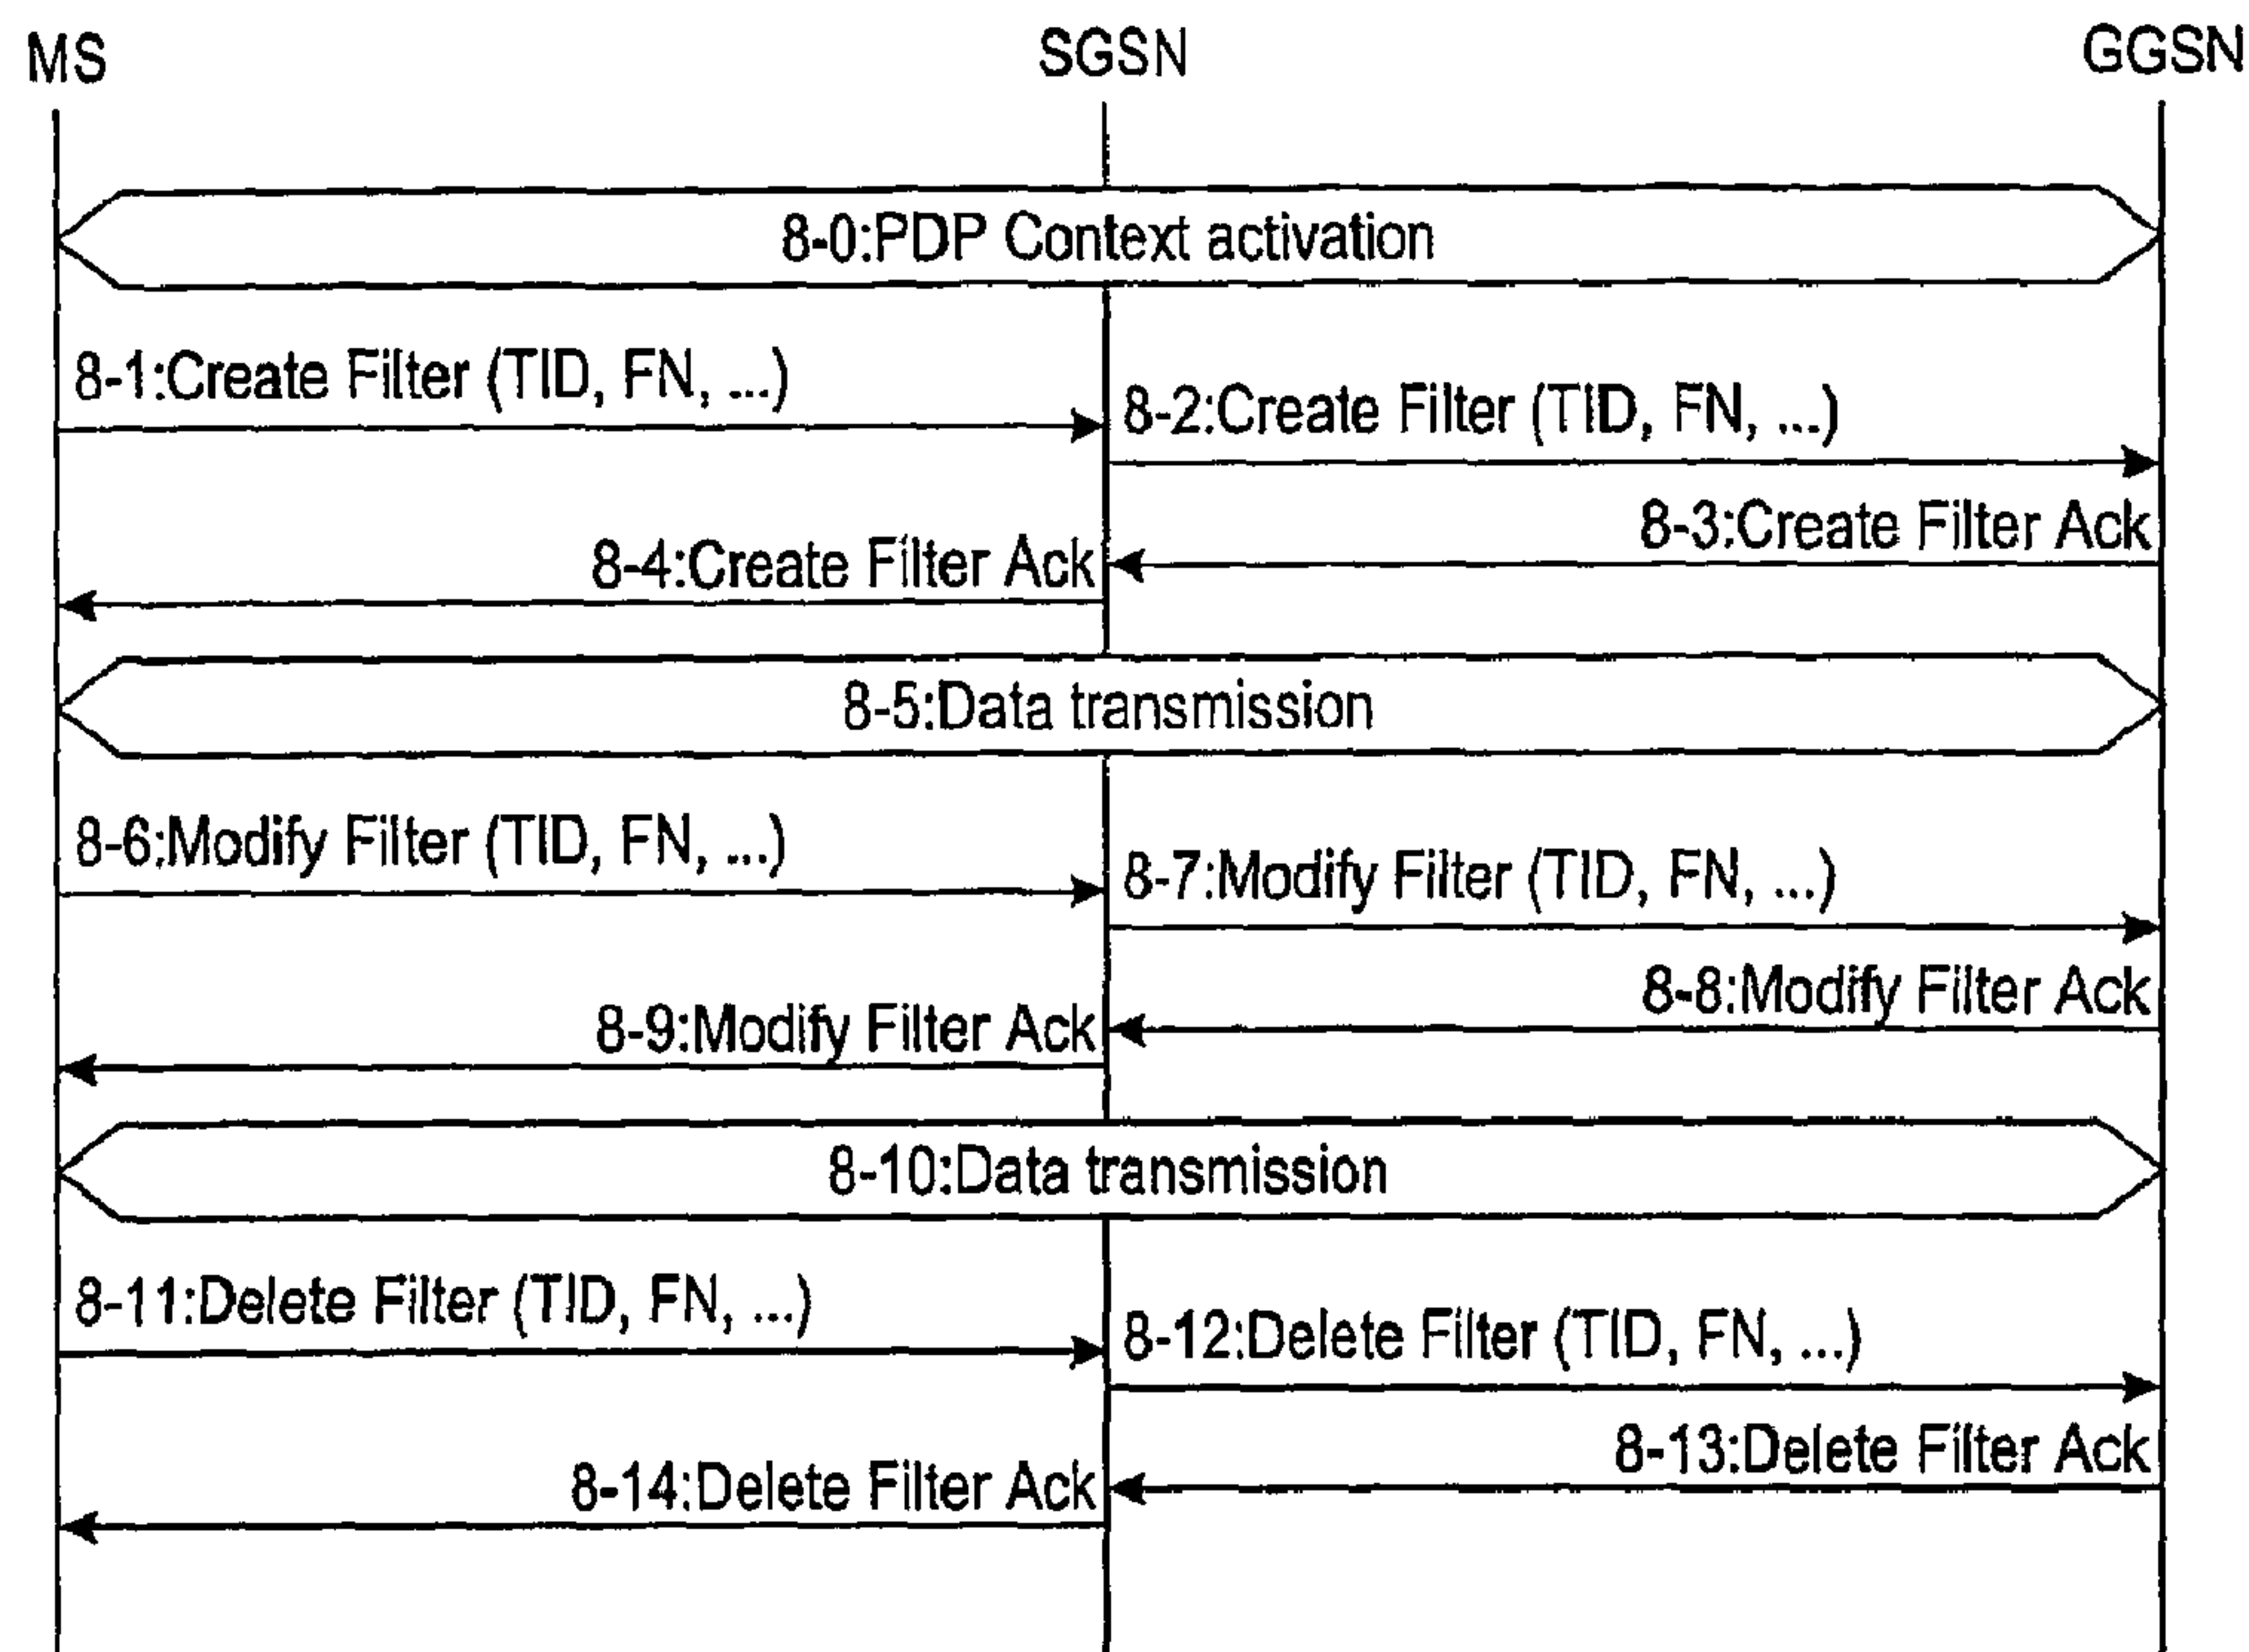 MS SGSN GGSN
8-0:PDP Context activation
8-1:Create Filter (TID, FN, ...)
8-2:Create Filter (TID, FN, ...)
8-3:Create Filter Ack
8-4:Create Filter Ack
8-5:Data transmission
8-6:Modify Filter (TID, FN, ...)
8-7:Modify Filter (TID, FN, ...)
8-8:Modify Filter Ack
8-9:Modify Filter Ack
8-10:Data transmission
8-11:Delete Filter (TID, FN, ...)
8-12:Delete Filter (TID, FN, ...)
8-13:Delete Filter Ack
8-14:Delete Filter Ack